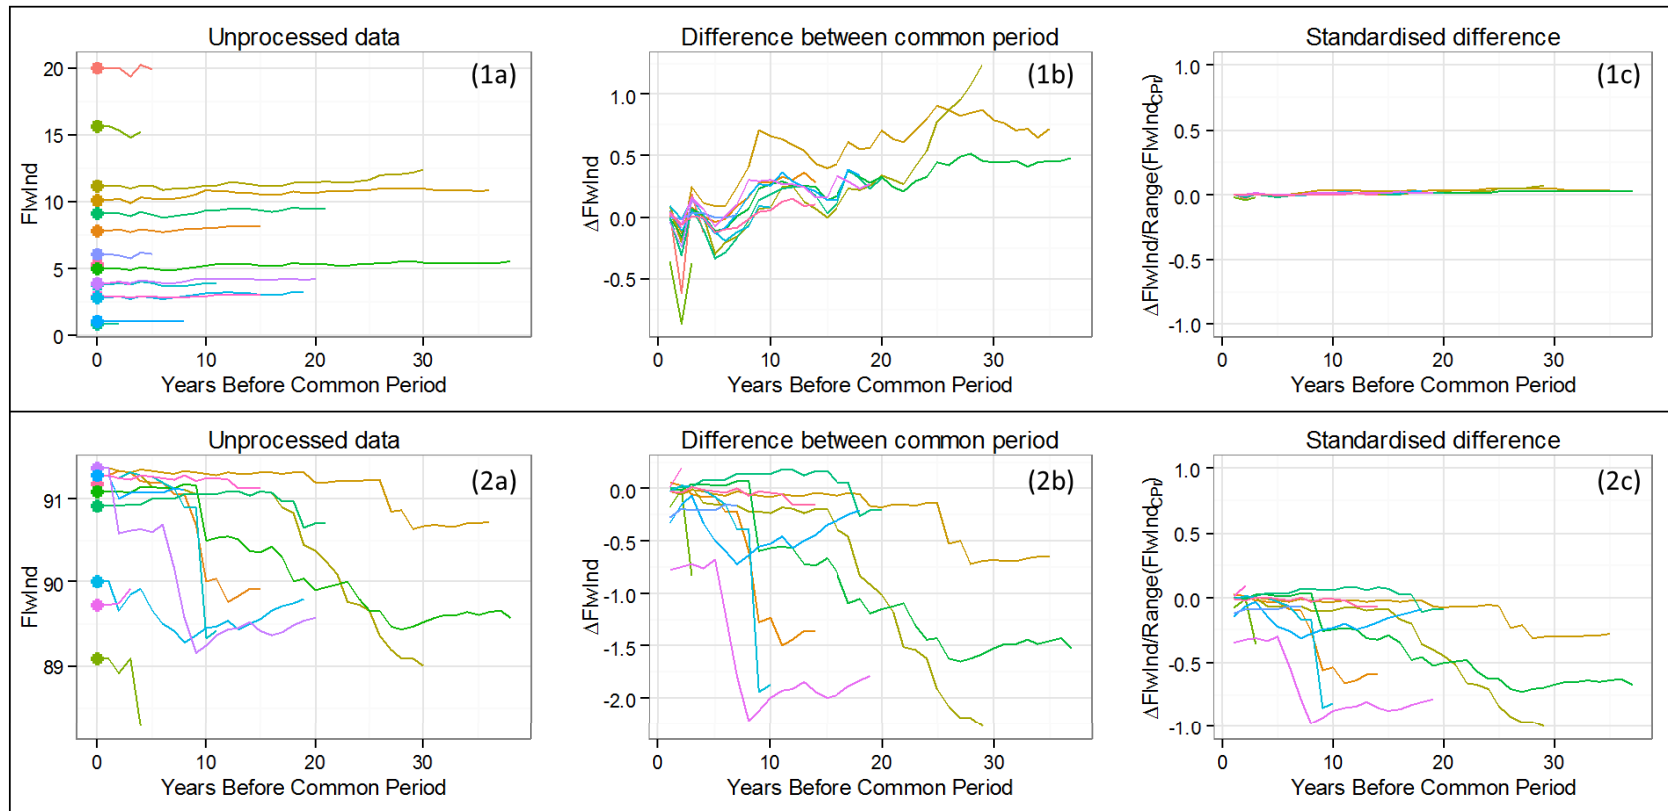 Unprocessed data
Difference between common period
Standardised difference
(1a)
(1b)
(1c)
FlwInd
20
15
10
5
0
0 10 20 30
Years Before Common Period
ΔFlwInd
1.0
0.5
0.0
-0.5
0 10 20 30
Years Before Common Period
ΔFlwInd/Range(FlwInd_CPr)
1.0
0.5
0.0
-0.5
-1.0
0 10 20 30
Years Before Common Period
Unprocessed data
Difference between common period
Standardised difference
(2a)
(2b)
(2c)
FlwInd
91
90
89
0 10 20 30
Years Before Common Period
ΔFlwInd
0.0
-0.5
-1.0
-1.5
-2.0
0 10 20 30
Years Before Common Period
ΔFlwInd/Range(FlwInd_CPr)
1.0
0.5
0.0
-0.5
-1.0
0 10 20 30
Years Before Common Period